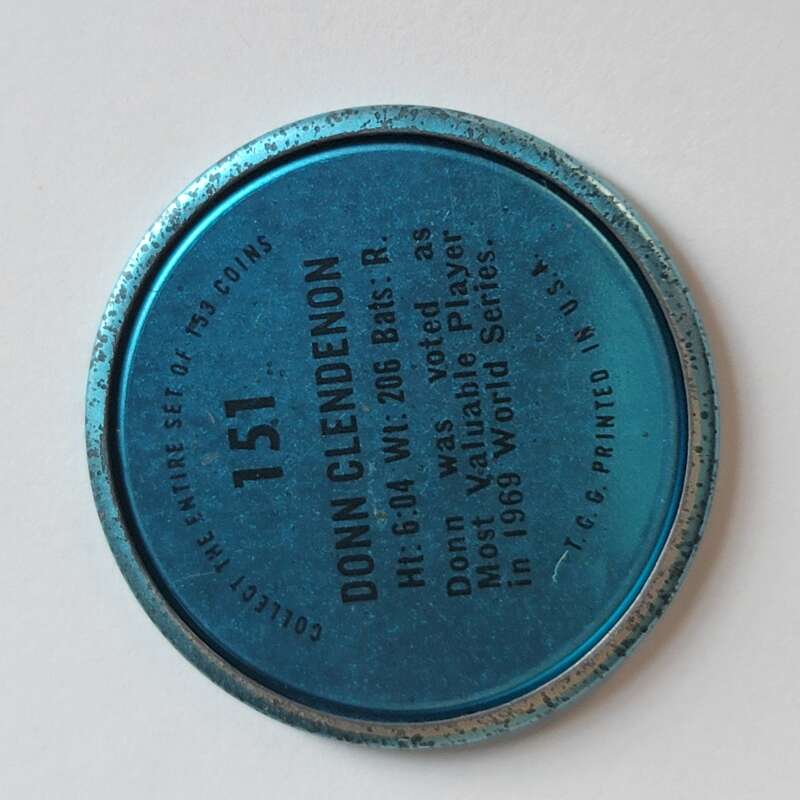 COLLECT THE ENTIRE SET OF 153 COINS
151
DONN CLENDENON
Ht: 6:04 Wt: 206 Bats: R.
Donn was voted as
Most Valuable Player
in 1969 World Series.
T.C.G. PRINTED IN U.S.A.